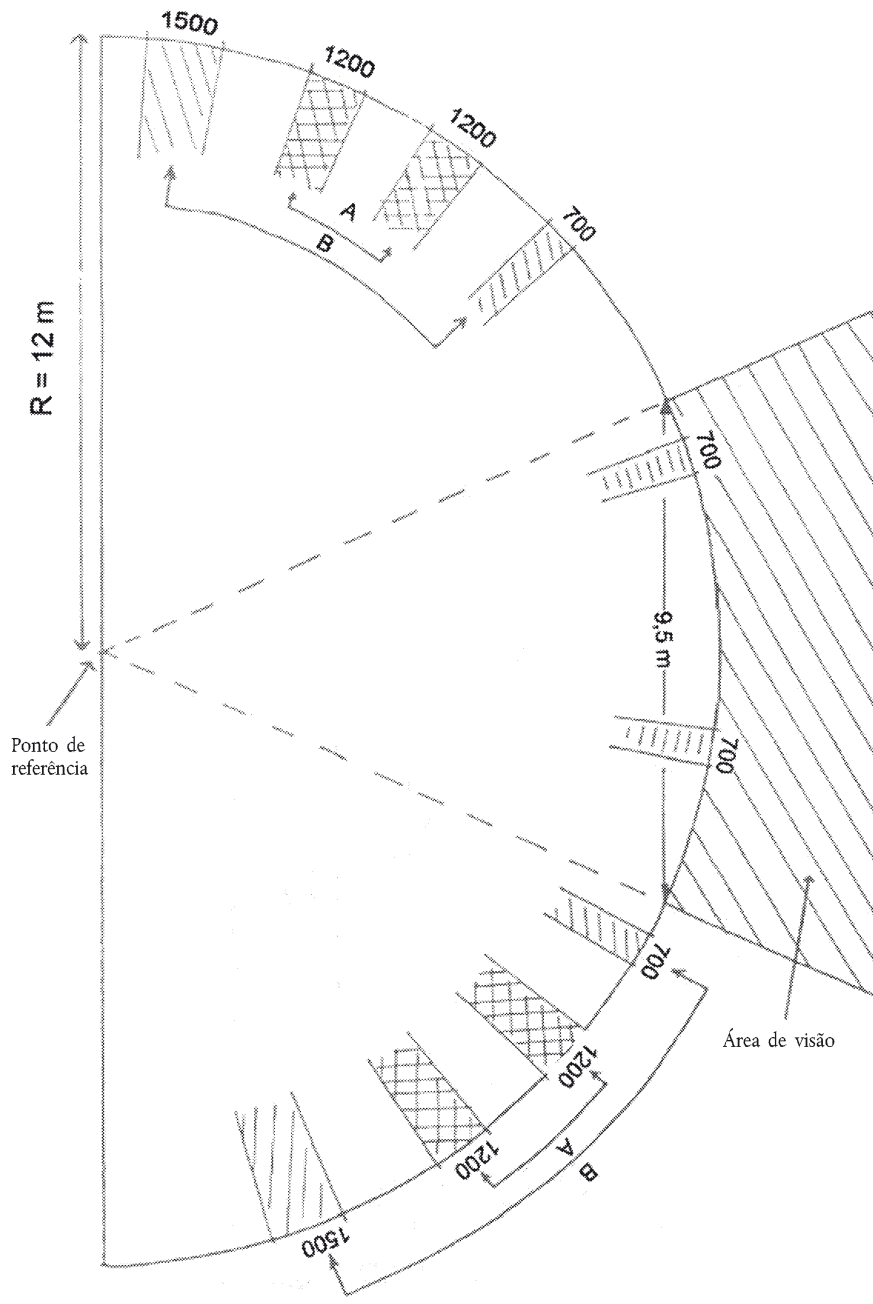 1500
1200
1200
A
B
700
R = 12 m
700
9,5 m
Ponto de
referência
700
700
Área de visão
1200
1200
A
B
1500